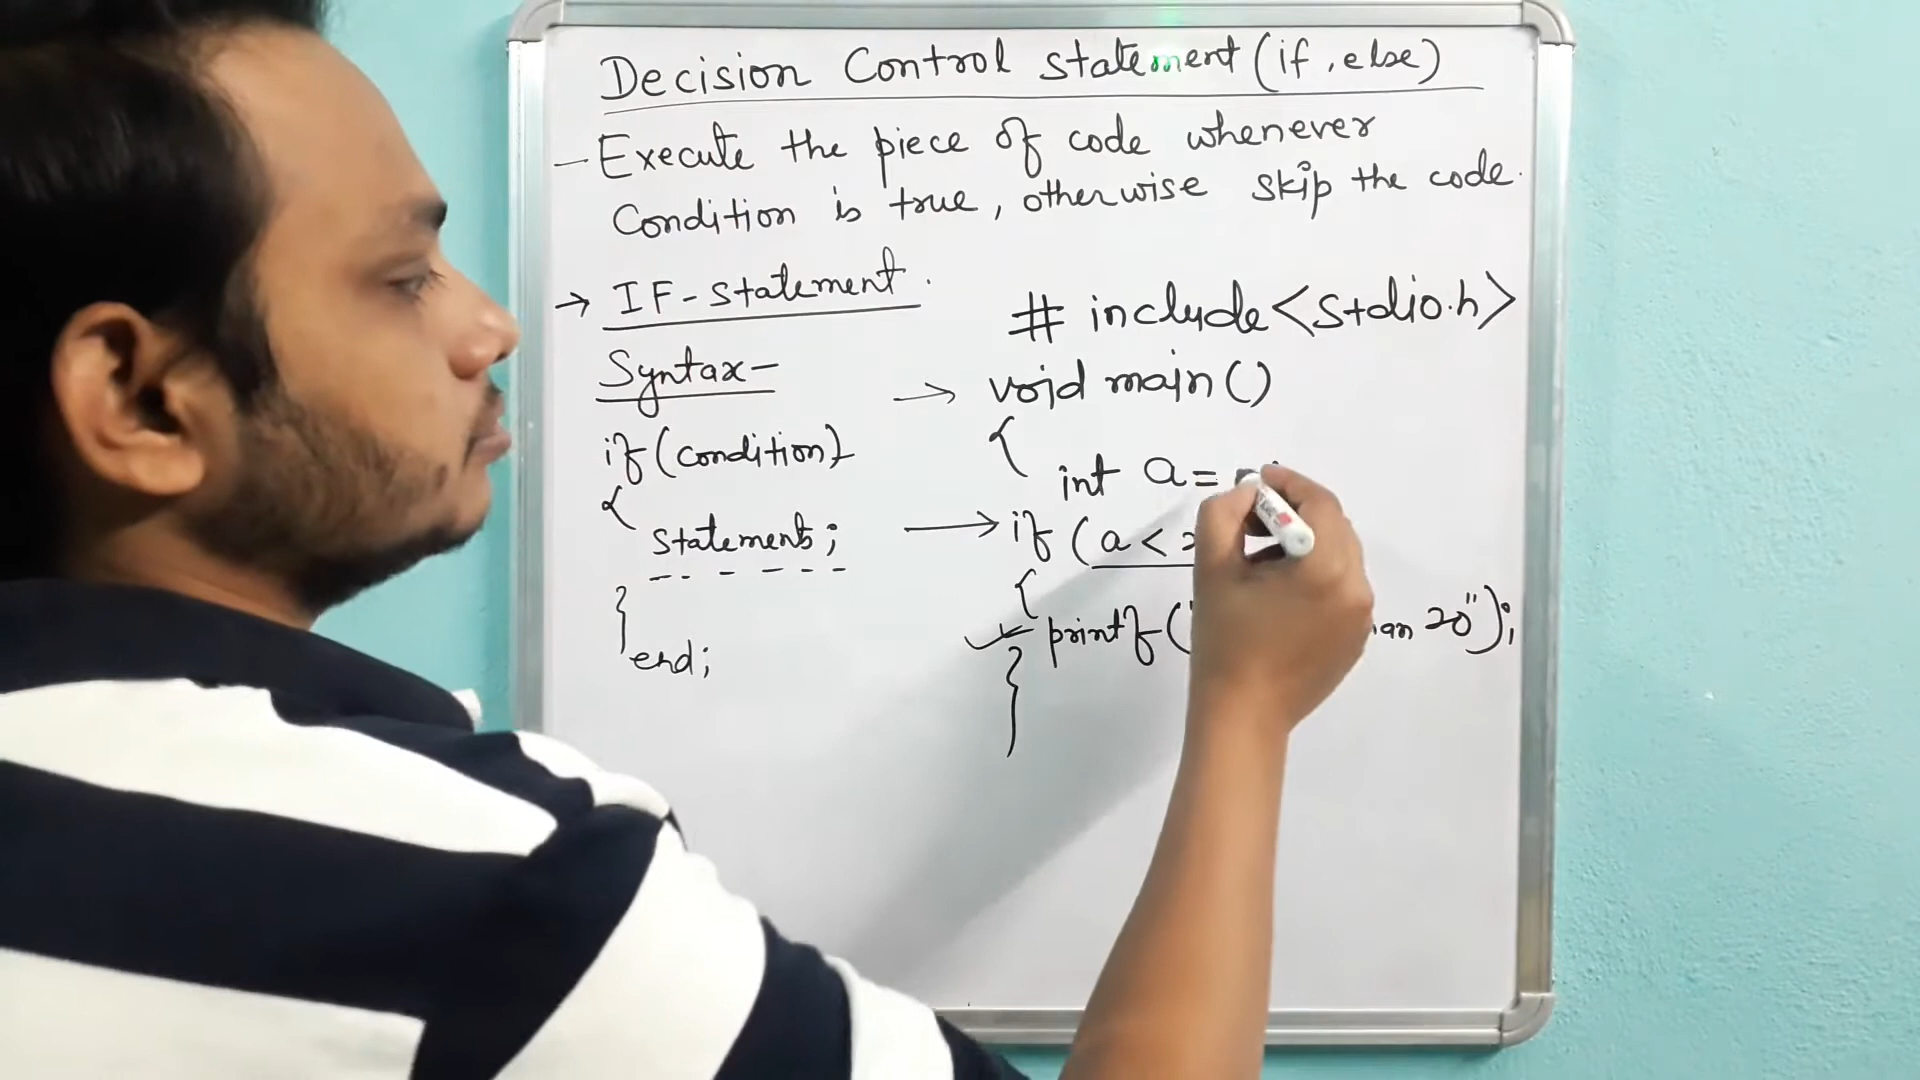 Decision Control statement (if, else)
— Execute the piece of code whenever
Condition is true, otherwise skip the code.
→ IF - statement.
Syntax —
if (condition)
{
statement;
- - - - - -
}
end;
# include <stdio.h>
→ void main ()
{
int a =
→ if ( a <
{
printf (" 20");
}